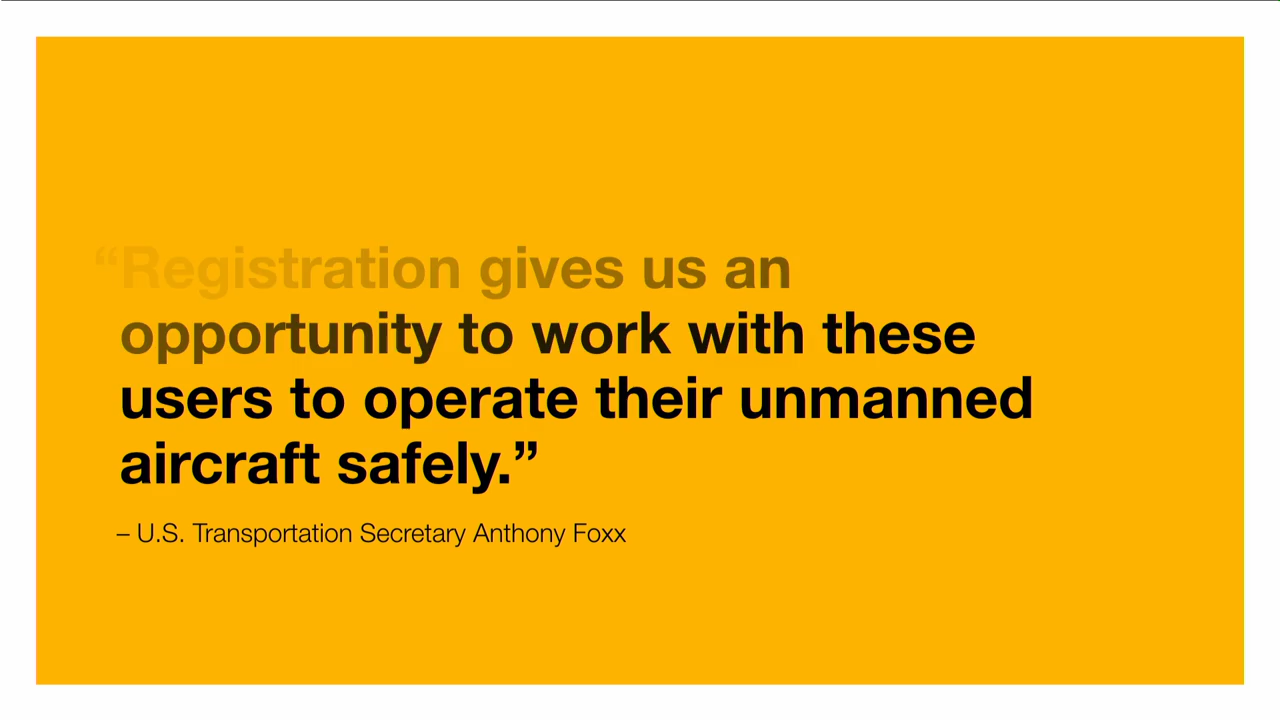 “Registration gives us an
opportunity to work with these
users to operate their unmanned
aircraft safely.”
– U.S. Transportation Secretary Anthony Foxx